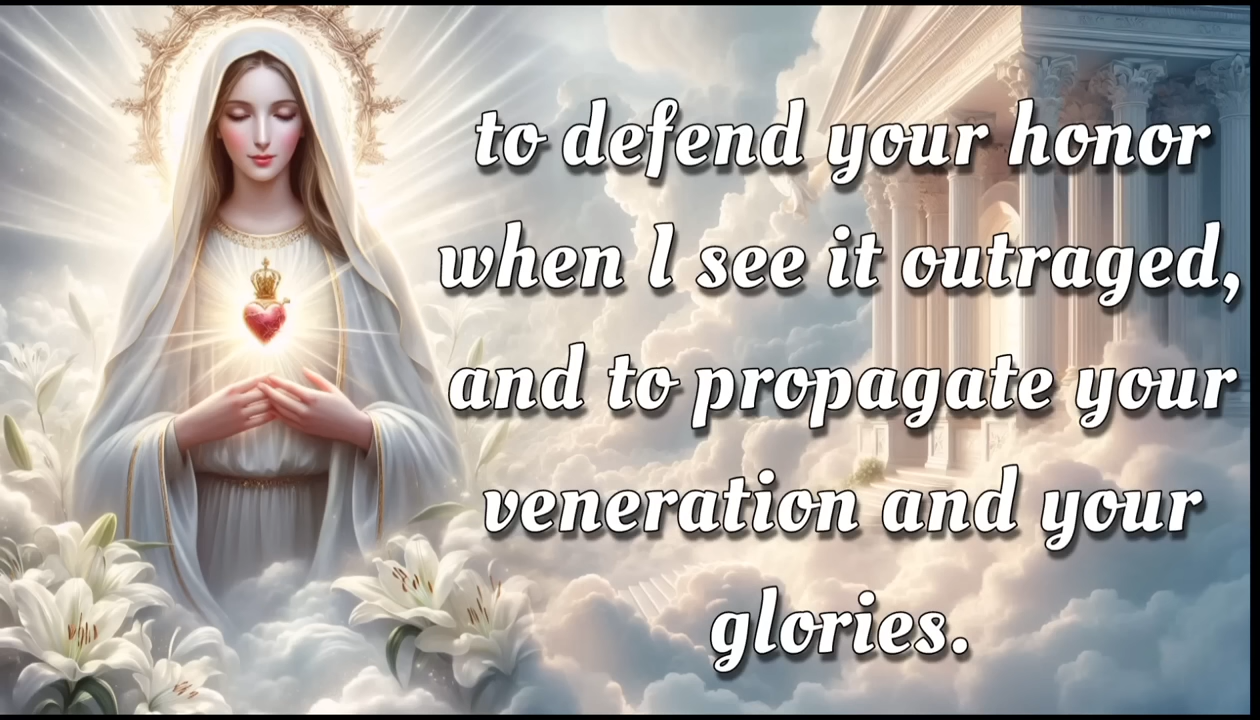 to defend your honor
when I see it outraged,
and to propagate your
veneration and your
glories.